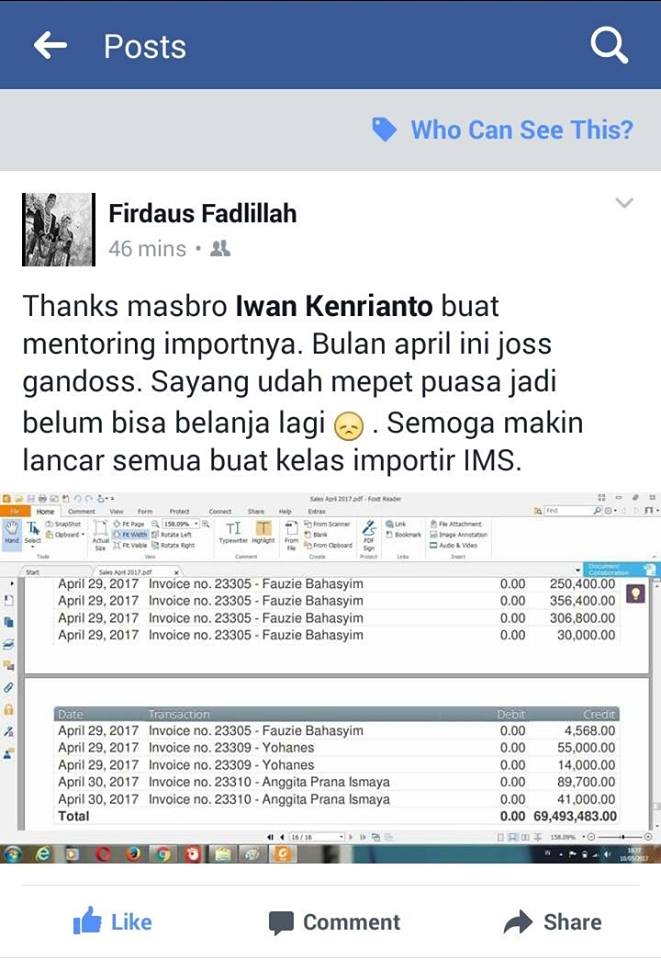 Posts
Who Can See This?
Firdaus Fadlillah
46 mins •
Thanks masbro Iwan Kenrianto buat
mentoring importnya. Bulan april ini joss
gandoss. Sayang udah mepet puasa jadi
belum bisa belanja lagi 😞 . Semoga makin
lancar semua buat kelas importir IMS.
Sales April 2017.pdf - Foxit Reader
File Home Comment View Form Protect Connect Share Help Extras Find
Hand Select SnapShot Clipboard Actual Size Fit Page Fit Width Fit Visible 158.09% Rotate Left Rotate Right Typewriter Highlight From File From Scanner Blank From Clipboard PDF Sign Link Bookmark File Attachment Image Annotation Audio & Video
Tools View Comment Create Protect Links Insert
Start Sales April 2017.pdf Document Collaboration
April 29, 2017 Invoice no. 23305 - Fauzie Bahasyim 0.00 250,400.00
April 29, 2017 Invoice no. 23305 - Fauzie Bahasyim 0.00 356,400.00
April 29, 2017 Invoice no. 23305 - Fauzie Bahasyim 0.00 306,800.00
April 29, 2017 Invoice no. 23305 - Fauzie Bahasyim 0.00 30,000.00
Date Transaction Debit Credit
April 29, 2017 Invoice no. 23305 - Fauzie Bahasyim 0.00 4,568.00
April 29, 2017 Invoice no. 23309 - Yohanes 0.00 55,000.00
April 29, 2017 Invoice no. 23309 - Yohanes 0.00 14,000.00
April 30, 2017 Invoice no. 23310 - Anggita Prana Ismaya 0.00 89,700.00
April 30, 2017 Invoice no. 23310 - Anggita Prana Ismaya 0.00 41,000.00
Total 0.00 69,493,483.00
16 / 16 158.09%
IN 10/05/2017
Like Comment Share